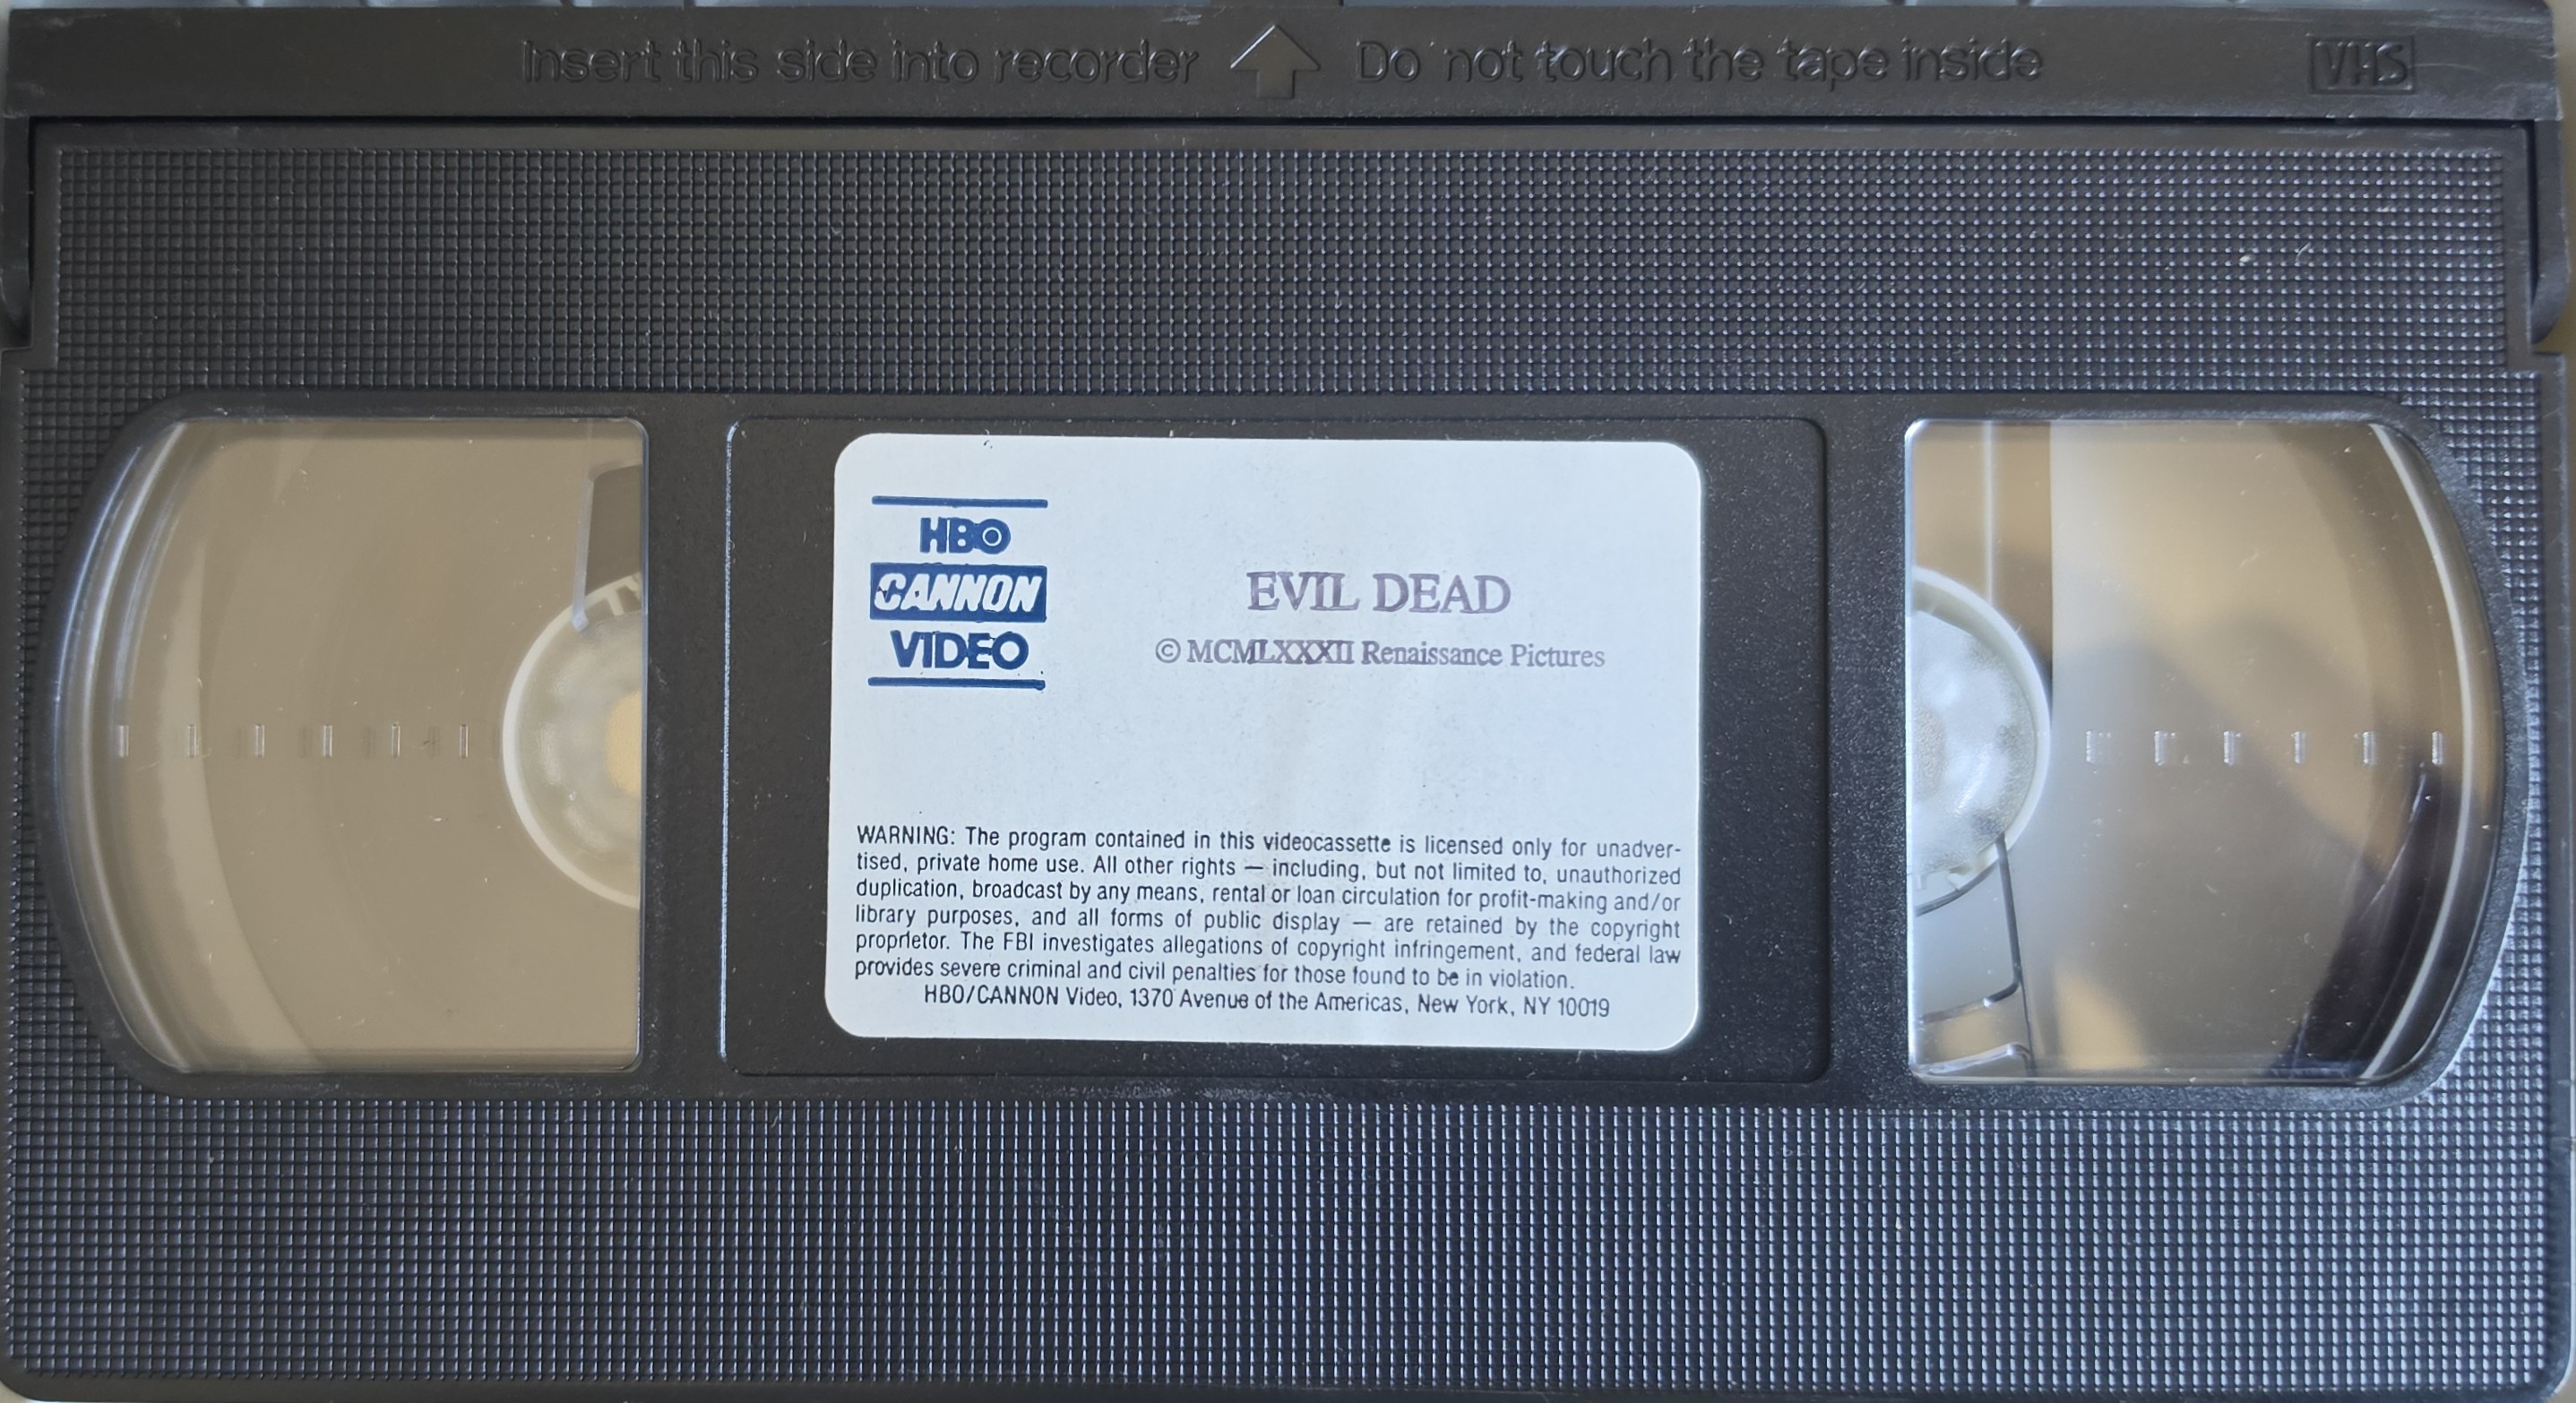 Insert this side into recorder Do not touch the tape inside VHS
HBO
CANNON
VIDEO
EVIL DEAD
© MCMLXXXII Renaissance Pictures
WARNING: The program contained in this videocassette is licensed only for unadver-
tised, private home use. All other rights — including, but not limited to, unauthorized
duplication, broadcast by any means, rental or loan circulation for profit-making and/or
library purposes, and all forms of public display — are retained by the copyright
proprietor. The FBI investigates allegations of copyright infringement, and federal law
provides severe criminal and civil penalties for those found to be in violation.
HBO/CANNON Video, 1370 Avenue of the Americas, New York, NY 10019